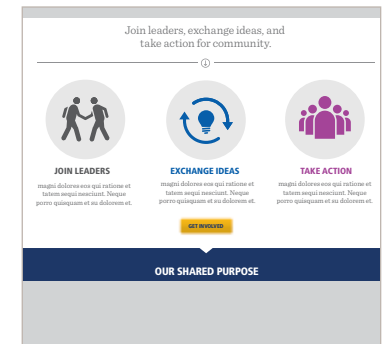 Join leaders, exchange ideas, and
take action for community.
JOIN LEADERS
magni dolores eos qui ratione et
tatem sequi nesciunt. Neque
porro quisquam et su dolorem et.
EXCHANGE IDEAS
magni dolores eos qui ratione et
tatem sequi nesciunt. Neque
porro quisquam et su dolorem et.
TAKE ACTION
magni dolores eos qui ratione et
tatem sequi nesciunt. Neque
porro quisquam et su dolorem et.
GET INVOLVED
OUR SHARED PURPOSE